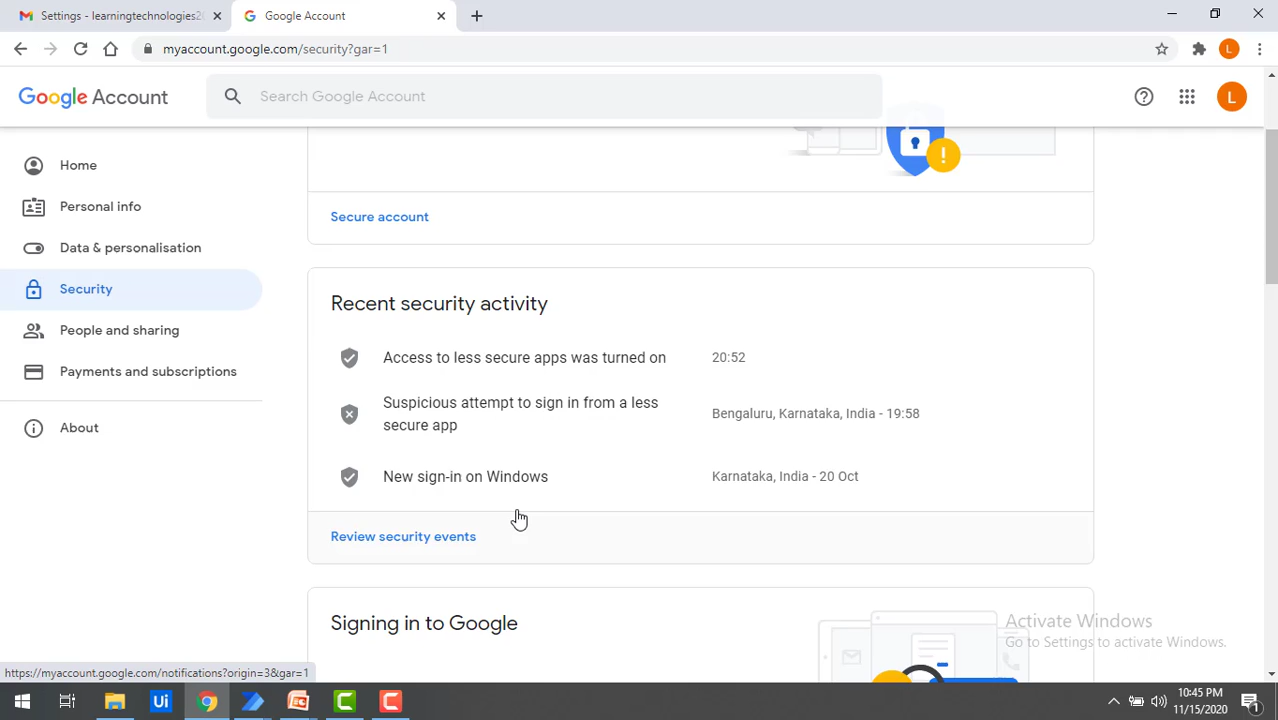 Settings - learningtechnologies20
Google Account
myaccount.google.com/security?gar=1
L
Google Account
Search Google Account
L
Home
Personal info
Data & personalisation
Security
People and sharing
Payments and subscriptions
About
Secure account
Recent security activity
Access to less secure apps was turned on 20:52
Suspicious attempt to sign in from a less
secure app
Bengaluru, Karnataka, India - 19:58
New sign-in on Windows Karnataka, India - 20 Oct
Review security events
Signing in to Google
Activate Windows
Go to Settings to activate Windows.
https://myaccount.google.com/notifications?origin=3&gar=1
Ui
10:45 PM
11/15/2020
1